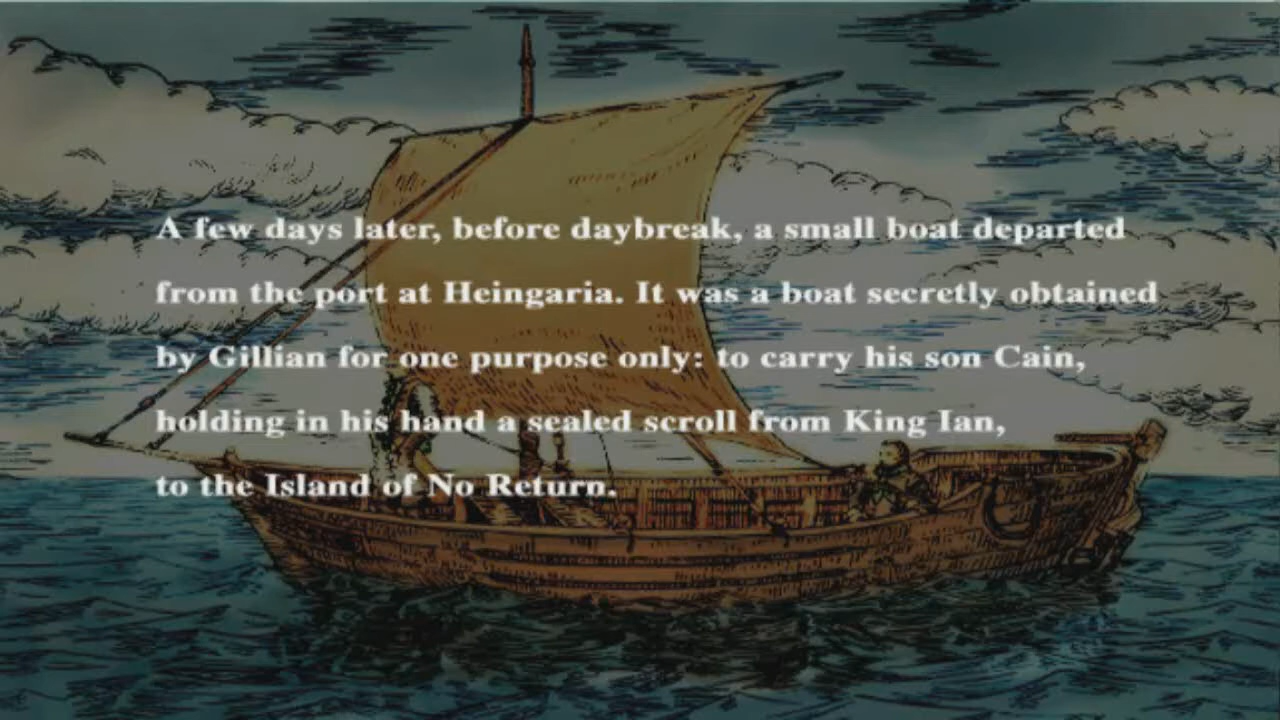 A few days later, before daybreak, a small boat departed
from the port at Heingaria. It was a boat secretly obtained
by Gillian for one purpose only: to carry his son Cain,
holding in his hand a sealed scroll from King Ian,
to the Island of No Return.